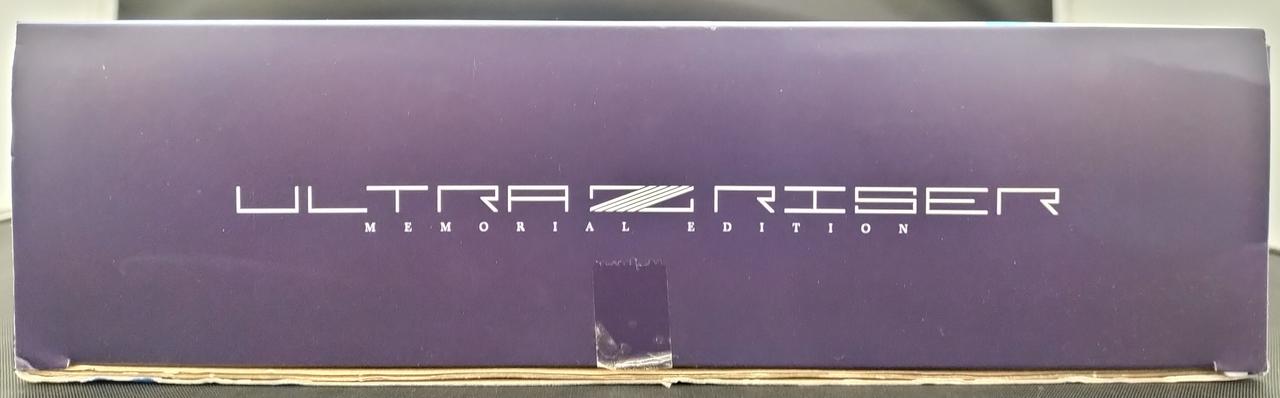 ULTRA Z RISER
MEMORIAL EDITION